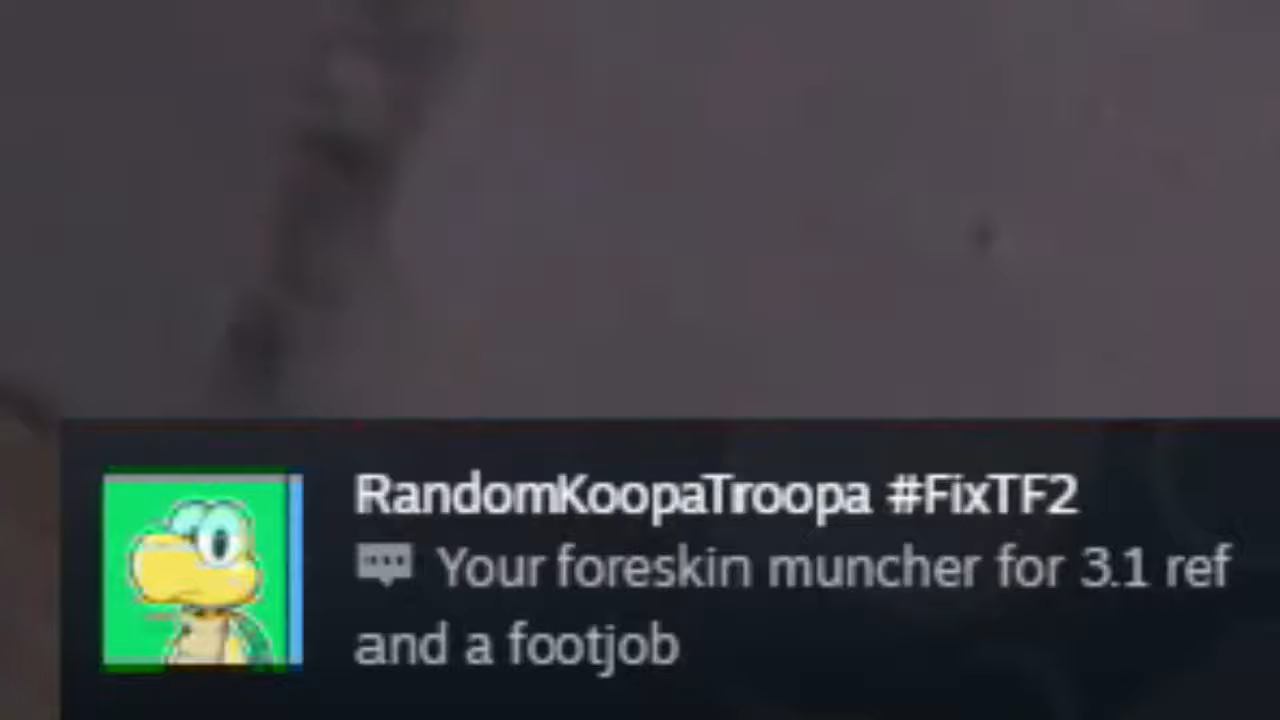 RandomKoopaTroopa #FixTF2
Your foreskin muncher for 3.1 ref
and a footjob